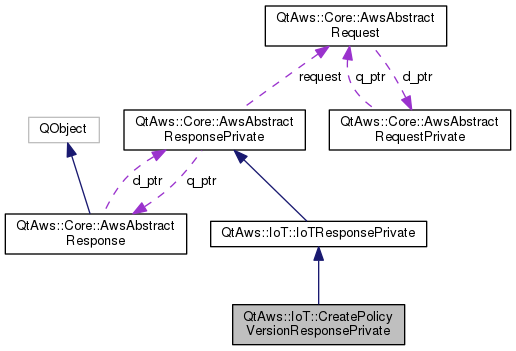 QtAws::Core::AwsAbstract
Request
request
q_ptr
d_ptr
QObject
QtAws::Core::AwsAbstract
ResponsePrivate
QtAws::Core::AwsAbstract
RequestPrivate
d_ptr
q_ptr
QtAws::Core::AwsAbstract
Response
QtAws::IoT::IoTResponsePrivate
QtAws::IoT::CreatePolicy
VersionResponsePrivate